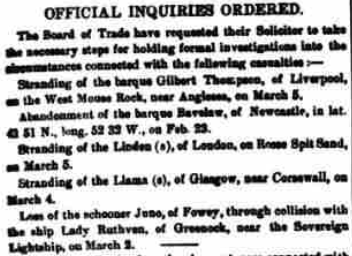 OFFICIAL INQUIRIES ORDERED.
The Board of Trade have requested their Solicitor to take
the necessary steps for holding formal investigations into the
circumstances connected with the following casualties :—
Stranding of the barque Gilbert Thompson, of Liverpool,
on the West Mouse Rock, near Anglesea, on March 5.
Abandonment of the barque of Newcastle, in lat.
51 N., long. 52 32 W., on Feb. 23.
Stranding of the Linden (s), of London, on Rosse Spit Sand,
on March 5.
Stranding of the Llama (s), of Glasgow, near Corsewall, on
March 4.
Loss of the schooner Juno, of Fowey, through collision with
the ship Lady Ruthven, of Greenock, near the Sovereign
Lightship, on March 2.